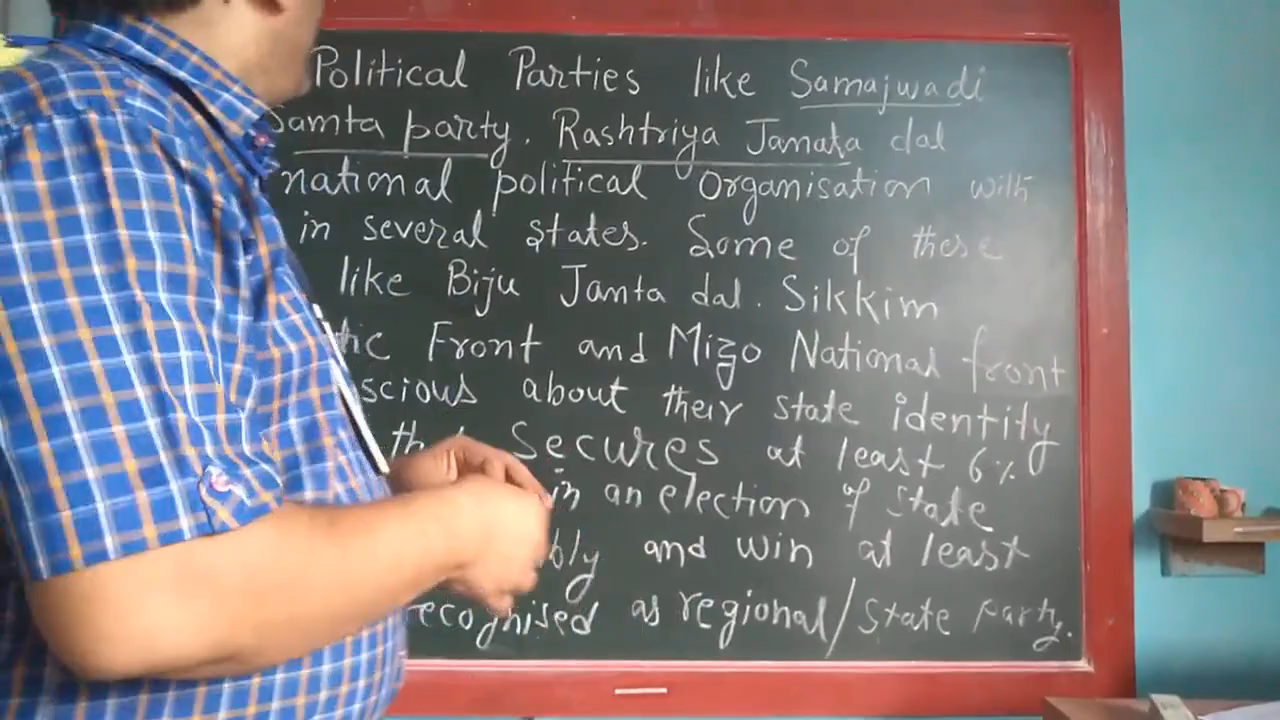 Political Parties like Samajwadi
Samta party. Rashtriya Janata dal
national political organisation with
in several states. Some of these
like Biju Janta dal. Sikkim
tic Front and Mizo National front
scious about their state identity
Secures at least 6%
in an election of State
bly and win at least
recognised as regional/State party.